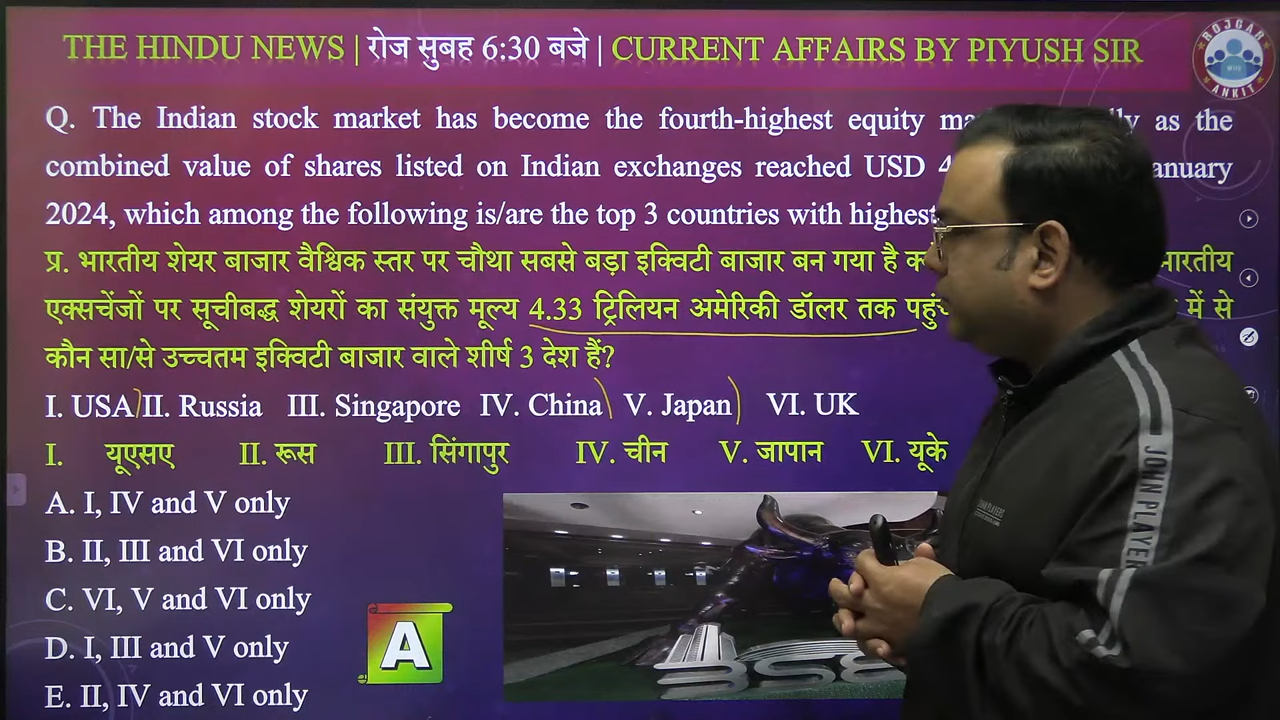 THE HINDU NEWS | रोज सुबह 6:30 बजे | CURRENT AFFAIRS BY PIYUSH SIR
ROJGAR
WITH
ANKIT
Q. The Indian stock market has become the fourth-highest equity as the
combined value of shares listed on Indian exchanges reached USD
2024, which among the following is/are the top 3 countries with highest
प्र. भारतीय शेयर बाजार वैश्विक स्तर पर चौथा सबसे बड़ा इक्विटी बाजार बन गया है
एक्सचेंजों पर सूचीबद्ध शेयरों का संयुक्त मूल्य 4.33 ट्रिलियन अमेरिकी डॉलर तक में से
कौन सा/से उच्चतम इक्विटी बाजार वाले शीर्ष 3 देश हैं?
I. USA II. Russia III. Singapore IV. China V. Japan VI. UK
I. यूएसए II. रूस III. सिंगापुर IV. चीन V. जापान VI. यूके
A. I, IV and V only
B. II, III and VI only
C. VI, V and VI only
D. I, III and V only
E. II, IV and VI only
A
BSE
JOHN PLAYER